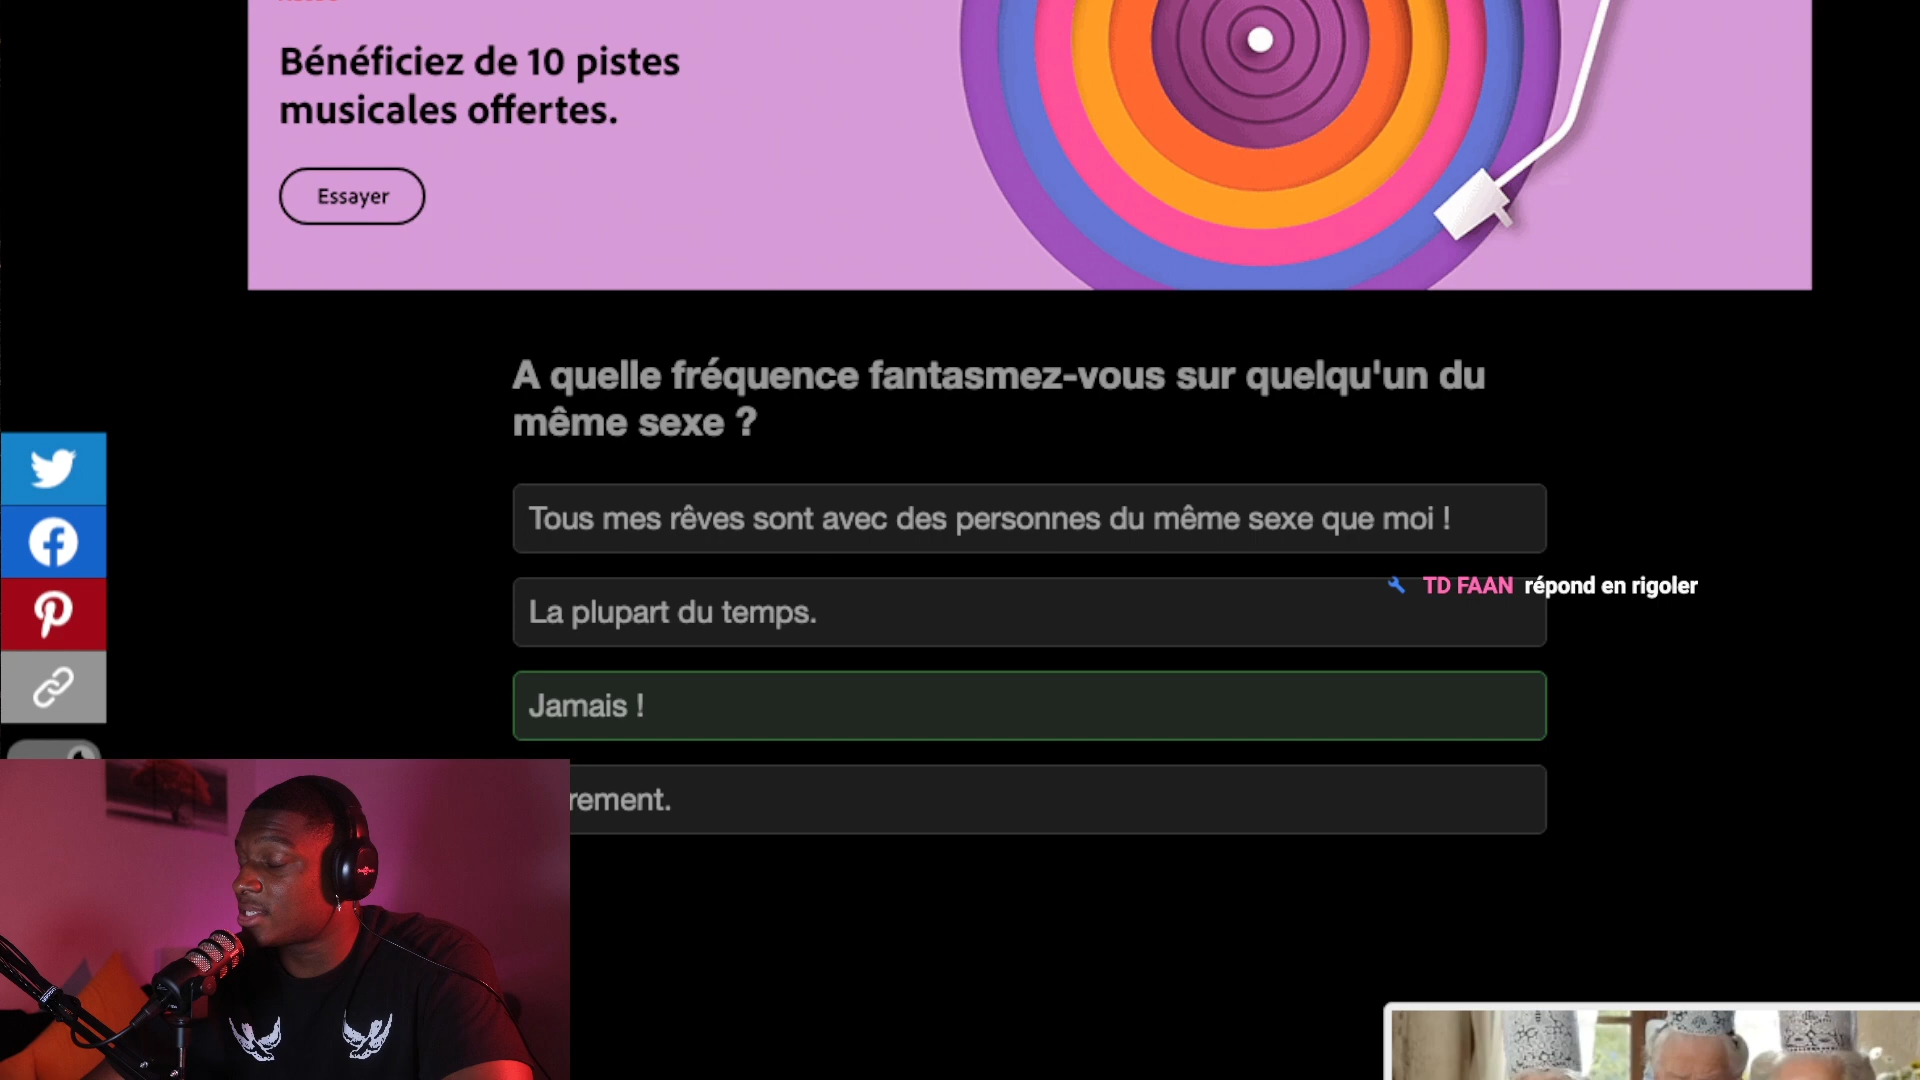 Bénéficiez de 10 pistes
musicales offertes.
Essayer
A quelle fréquence fantasmez-vous sur quelqu'un du
même sexe ?
Tous mes rêves sont avec des personnes du même sexe que moi !
TD FAAN répond en rigoler
La plupart du temps.
Jamais !
rement.